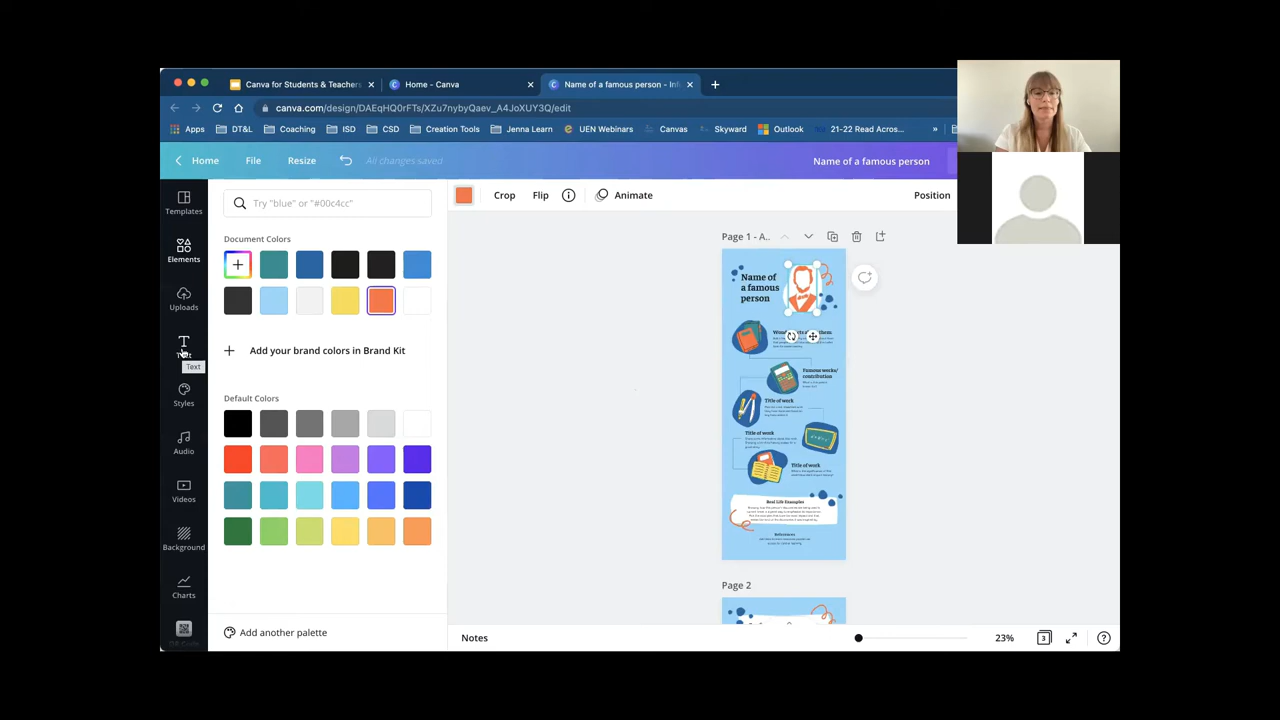 Canva for Students & Teachers
Home - Canva
Name of a famous person - Inf
canva.com/design/DAEqHQ0rFTs/XZu7nybyQaev_A4JoXUY3Q/edit
Apps DT&L Coaching ISD CSD Creation Tools Jenna Learn UEN Webinars Canvas Skyward Outlook 21-22 Read Acros... »
Home File Resize All changes saved Name of a famous person
Templates
Elements
Uploads
Text
Text
Styles
Audio
Videos
Background
Charts
QR Code
Try "blue" or "#00c4cc"
Document Colors
Add your brand colors in Brand Kit
Default Colors
Add another palette
Crop Flip Animate Position
Page 1 - A..
Name of
a famous
person
Famous works/
contribution
Title of work
Title of work
Title of work
Real Life Examples
References
Page 2
Notes 23% 3